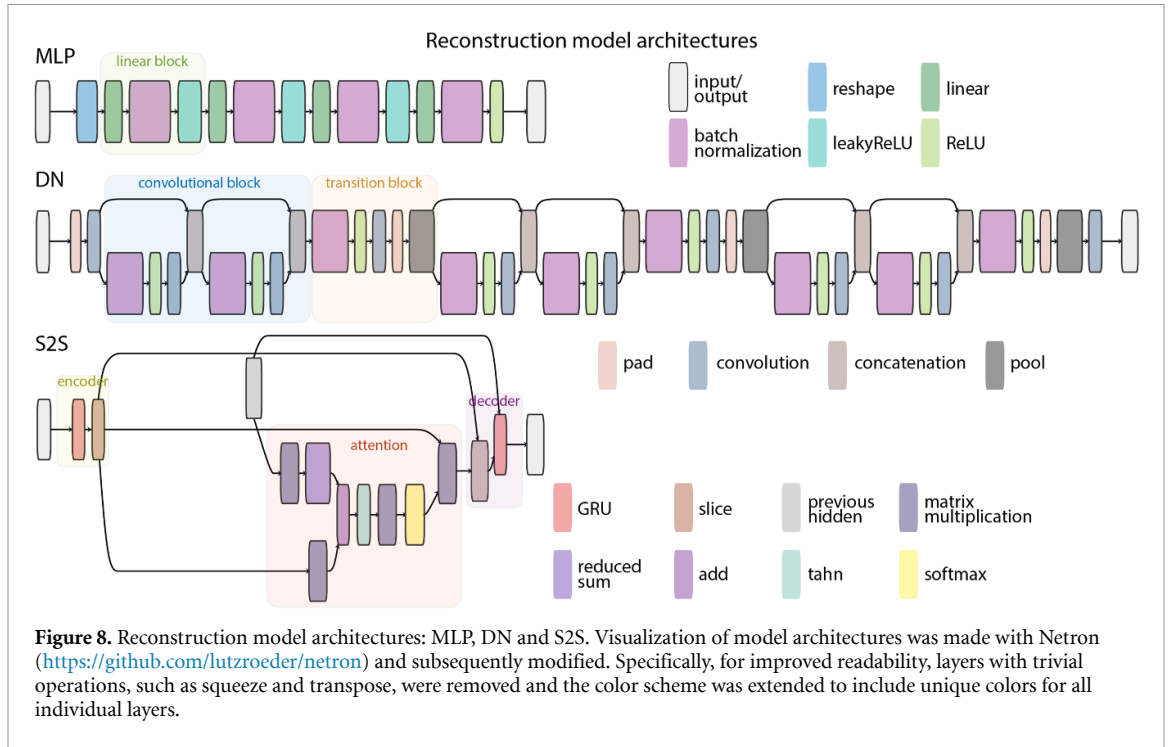 Reconstruction model architectures
MLP
linear block
input/
output
reshape
linear
batch
normalization
leakyReLU
ReLU
DN
convolutional block
transition block
S2S
pad
convolution
concatenation
pool
encoder
decoder
attention
GRU
slice
previous
hidden
matrix
multiplication
reduced
sum
add
tahn
softmax
Figure 8. Reconstruction model architectures: MLP, DN and S2S. Visualization of model architectures was made with Netron
(https://github.com/lutzroeder/netron) and subsequently modified. Specifically, for improved readability, layers with trivial
operations, such as squeeze and transpose, were removed and the color scheme was extended to include unique colors for all
individual layers.